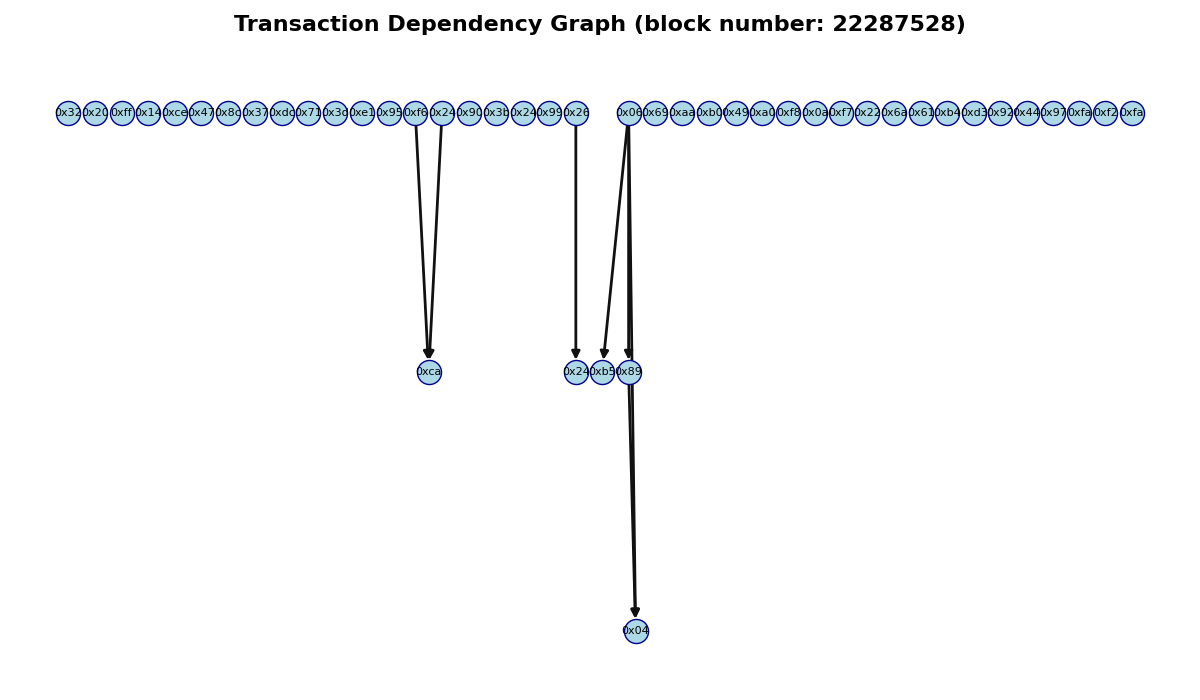 Transaction Dependency Graph (block number: 22287528)
0x32 0x20 0xff 0x14 0xce 0x47 0x8c 0x37 0xdc 0x71 0x3d 0xe1 0x95 0xf6 0x24 0x90 0x3b 0x24 0x99 0x26 0x06 0x69 0xaa 0xb0 0x49 0xa0 0xf8 0x0a 0xf7 0x22 0x6a 0x61 0xb4 0xd3 0x92 0x44 0x97 0xfa 0xf2 0xfa
0xca 0x24 0xb5 0x89
0x04